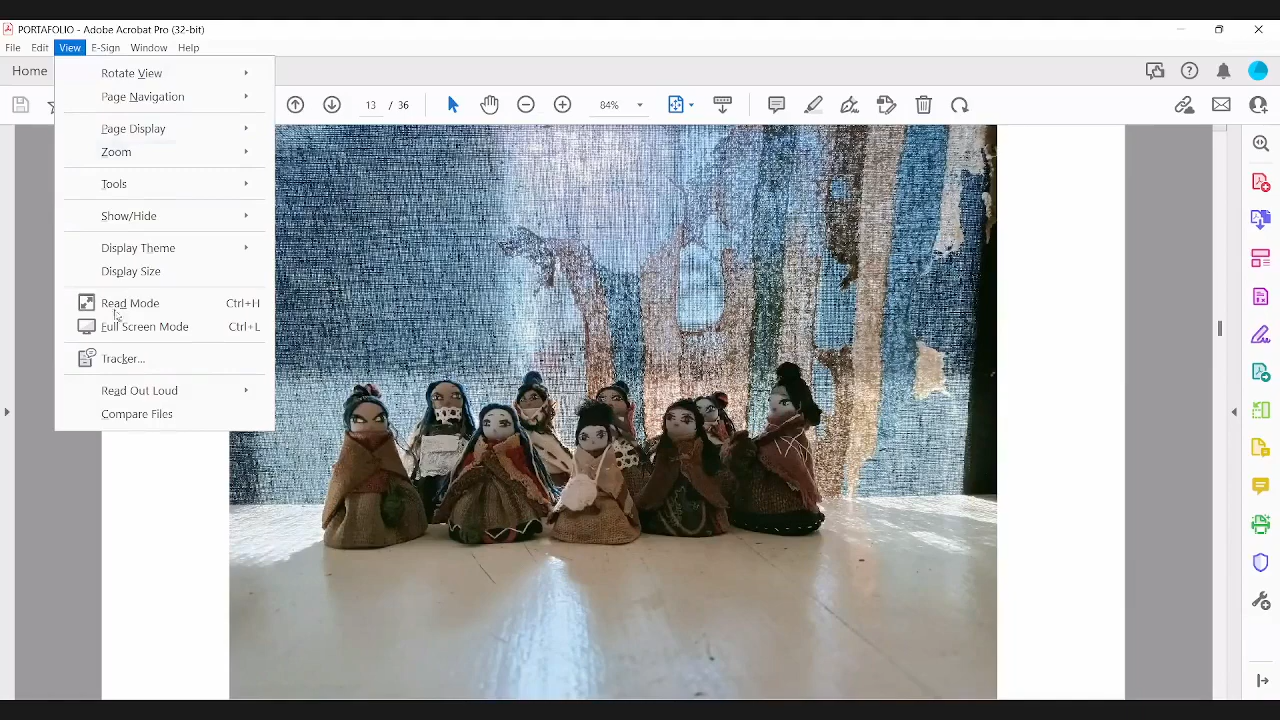 PORTAFOLIO - Adobe Acrobat Pro (32-bit)
File Edit View E-Sign Window Help
Home
13 / 36 84%
Rotate View
Page Navigation
Page Display
Zoom
Tools
Show/Hide
Display Theme
Display Size
Read Mode Ctrl+H
Full Screen Mode Ctrl+L
Tracker...
Read Out Loud
Compare Files